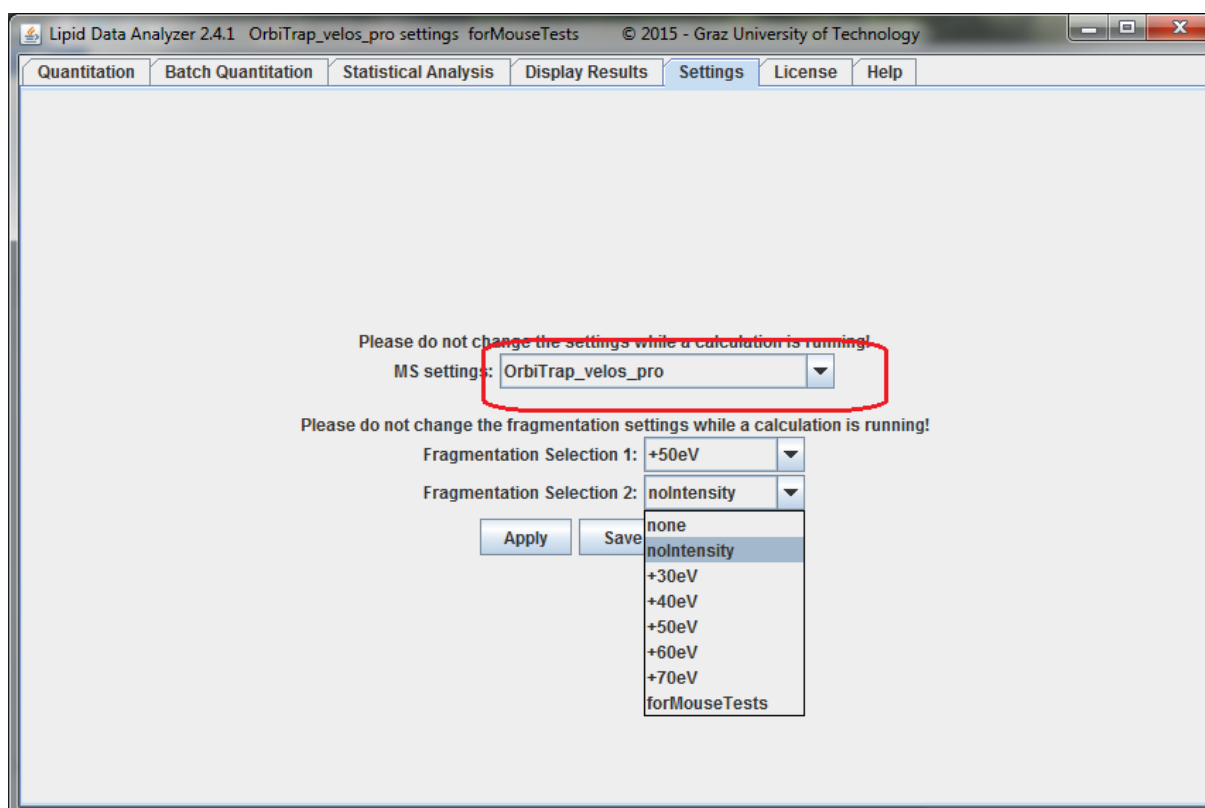 Lipid Data Analyzer 2.4.1 OrbiTrap_velos_pro settings forMouseTests © 2015 - Graz University of Technology
Quantitation Batch Quantitation Statistical Analysis Display Results Settings License Help
Please do not change the settings while a calculation is running!
MS settings: OrbiTrap_velos_pro
Please do not change the fragmentation settings while a calculation is running!
Fragmentation Selection 1: +50eV
Fragmentation Selection 2: noIntensity
Apply Save
none
noIntensity
+30eV
+40eV
+50eV
+60eV
+70eV
forMouseTests